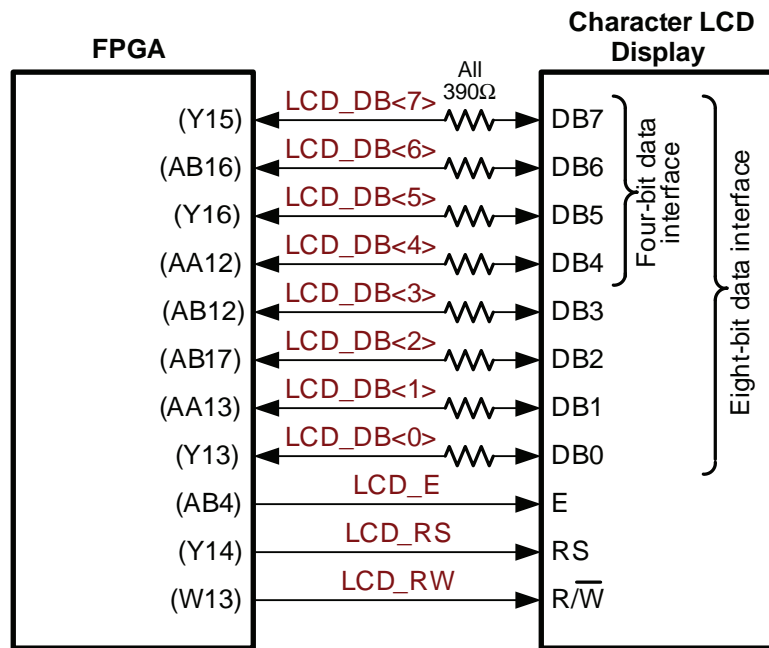 FPGA
Character LCD
Display
All
390Ω
(Y15) LCD_DB<7> DB7
(AB16) LCD_DB<6> DB6
(Y16) LCD_DB<5> DB5
(AA12) LCD_DB<4> DB4
(AB12) LCD_DB<3> DB3
(AB17) LCD_DB<2> DB2
(AA13) LCD_DB<1> DB1
(Y13) LCD_DB<0> DB0
(AB4) LCD_E E
(Y14) LCD_RS RS
(W13) LCD_RW R/W̅
Four-bit data
interface
Eight-bit data interface